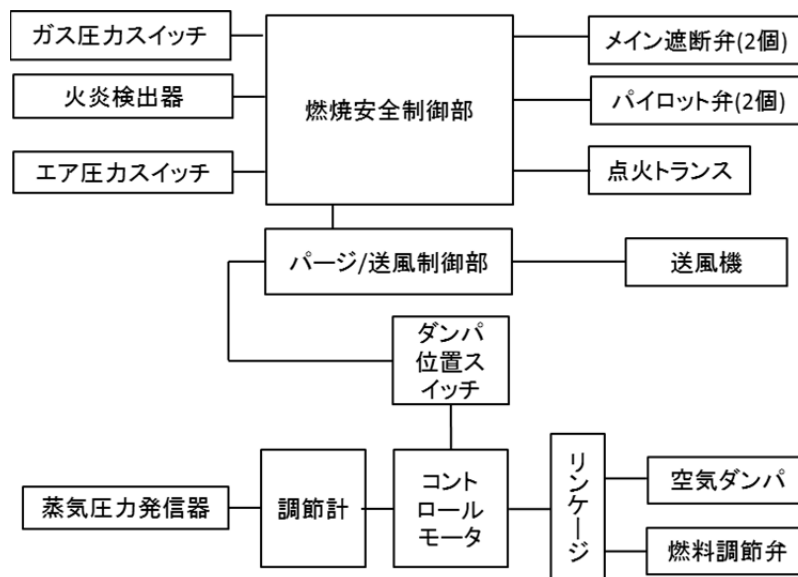 ガス圧力スイッチ
火炎検出器
エア圧力スイッチ
燃焼安全制御部
メイン遮断弁(2個)
パイロット弁(2個)
点火トランス
パージ/送風制御部
送風機
ダンパ
位置ス
イッチ
蒸気圧力発信器
調節計
コント
ロール
モータ
リンケージ
空気ダンパ
燃料調節弁